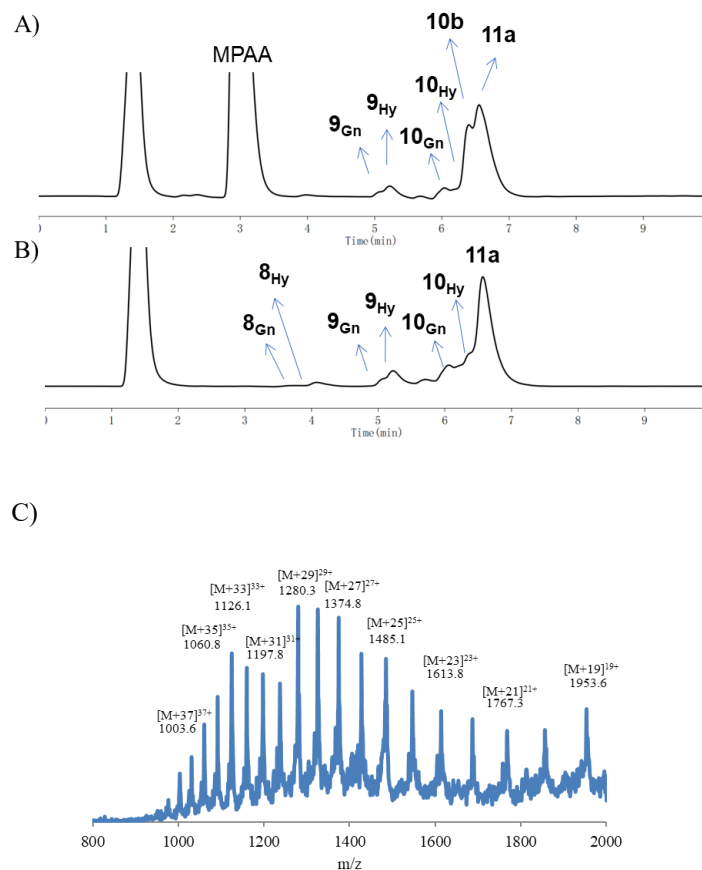 A)
MPAA
9Gn
9Hy
10Gn
10Hy
10b
11a
0 1 2 3 4 5 6 7 8 9
Time(min)
B)
8Gn
8Hy
9Gn
9Hy
10Gn
10Hy
11a
0 1 2 3 4 5 6 7 8 9
Time(min)
C)
[M+37]37+
1003.6
[M+35]35+
1060.8
[M+33]33+
1126.1
[M+31]31+
1197.8
[M+29]29+
1280.3
[M+27]27+
1374.8
[M+25]25+
1485.1
[M+23]23+
1613.8
[M+21]21+
1767.3
[M+19]19+
1953.6
800 1000 1200 1400 1600 1800 2000
m/z